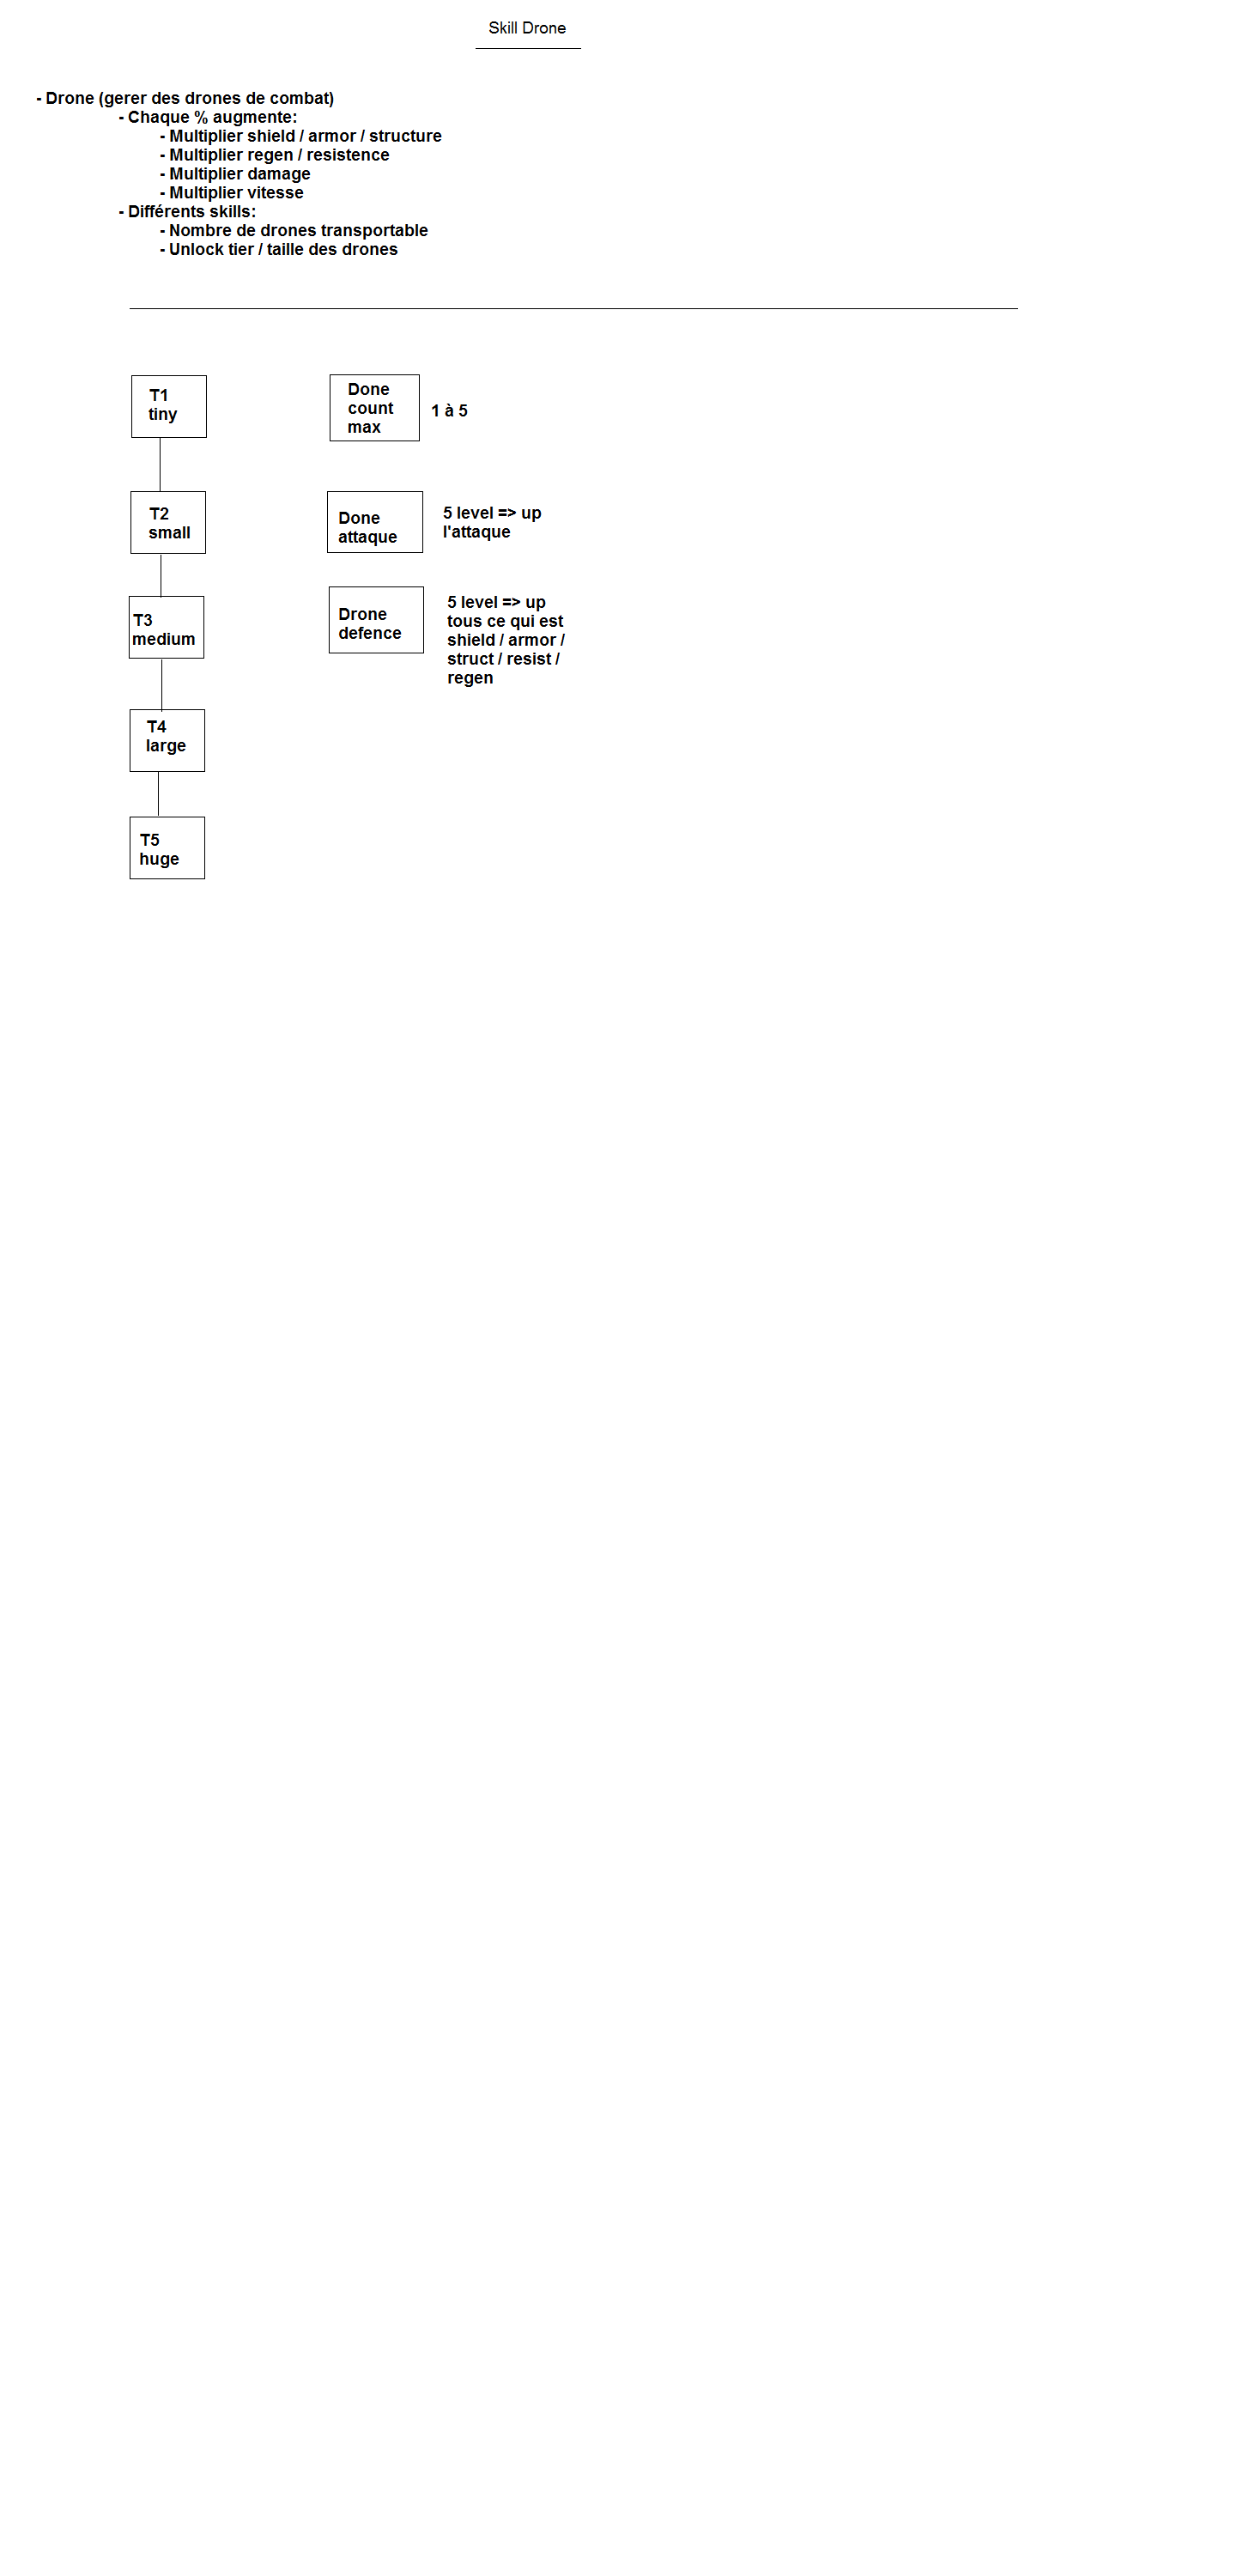 Skill Drone
- Drone (gerer des drones de combat)
- Chaque % augmente:
- Multiplier shield / armor / structure
- Multiplier regen / resistence
- Multiplier damage
- Multiplier vitesse
- Différents skills:
- Nombre de drones transportable
- Unlock tier / taille des drones
T1
tiny
T2
small
T3
medium
T4
large
T5
huge
Done
count
max
1 à 5
Done
attaque
5 level => up
l'attaque
Drone
defence
5 level => up
tous ce qui est
shield / armor /
struct / resist /
regen